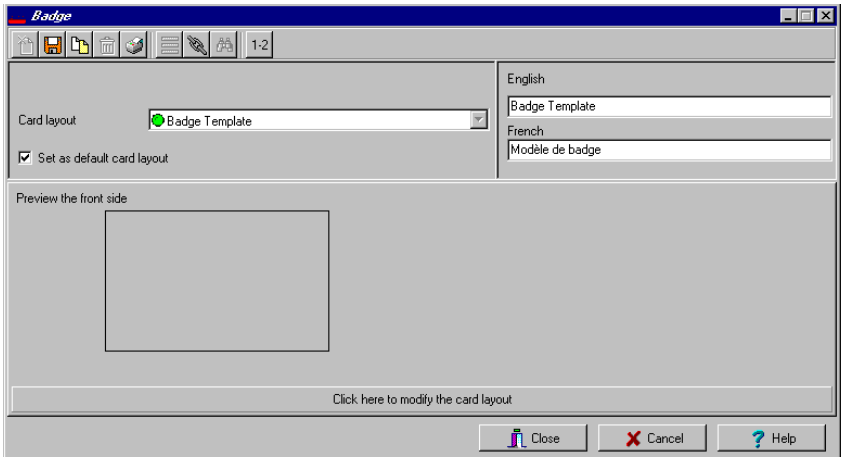 Badge
1-2
English
Badge Template
Card layout
Badge Template
French
Modèle de badge
Set as default card layout
Preview the front side
Click here to modify the card layout
Close
Cancel
? Help